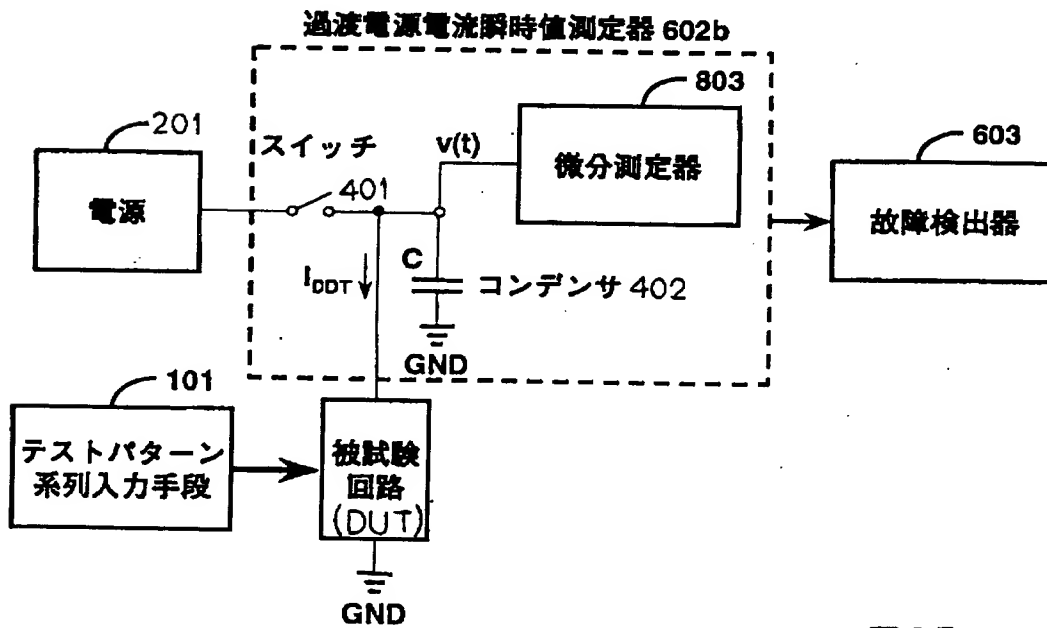 過渡電源電流瞬時値測定器 602b
803
201
スイッチ
v(t)
微分測定器
603
電源
401
故障検出器
IDDT
C
コンデンサ 402
GND
101
テストパターン
系列入力手段
被試験
回路
(DUT)
GND